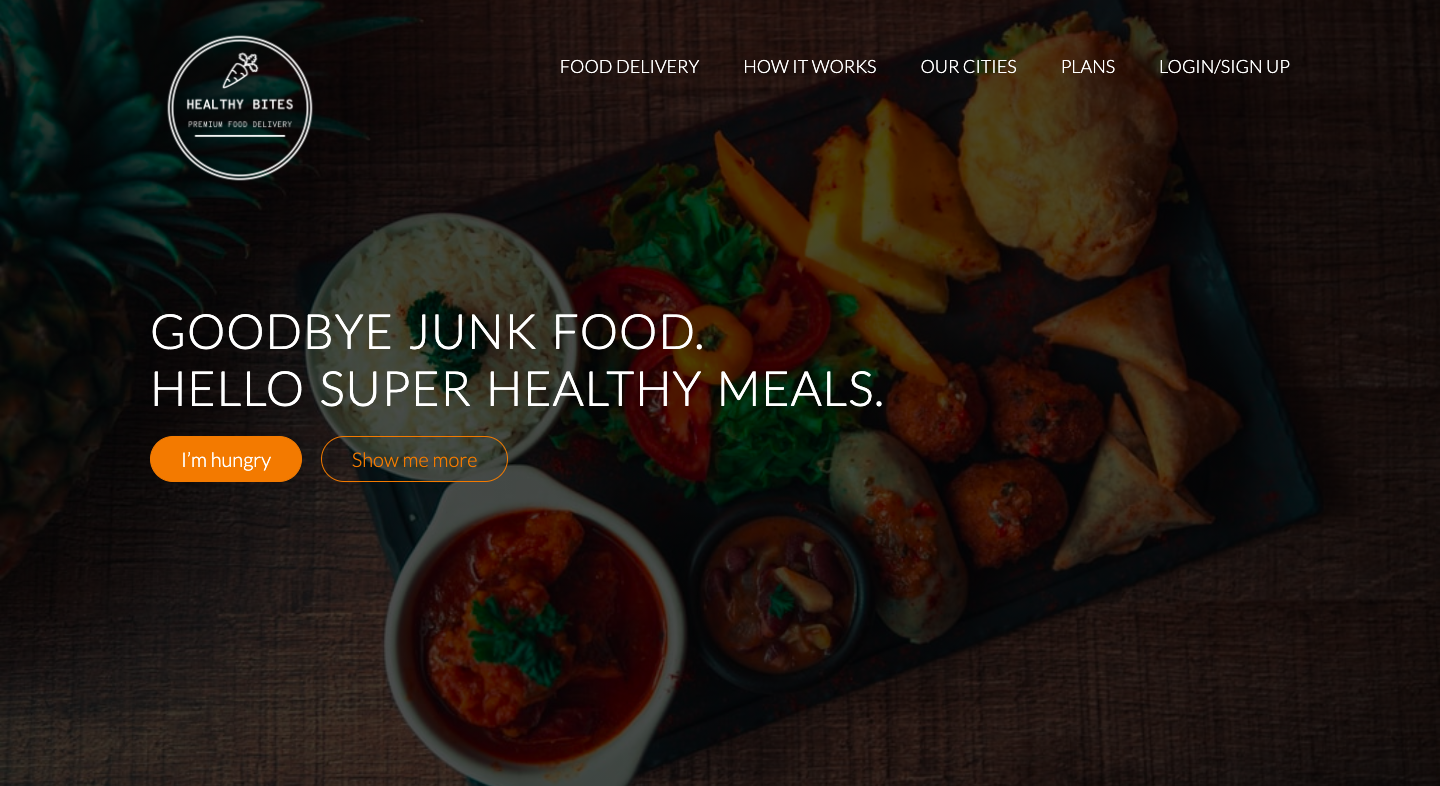 HEALTHY BITES
PREMIUM FOOD DELIVERY
FOOD DELIVERY HOW IT WORKS OUR CITIES PLANS LOGIN/SIGN UP
GOODBYE JUNK FOOD.
HELLO SUPER HEALTHY MEALS.
I’m hungry Show me more